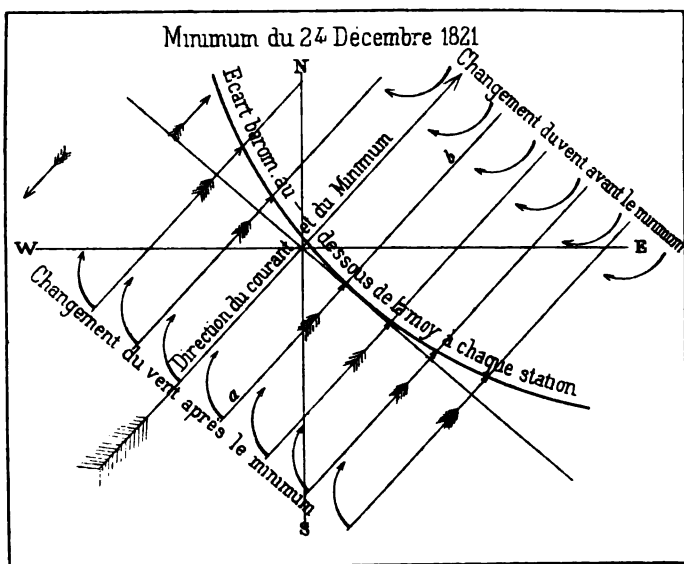 Minimum du 24 Décembre 1821
N
Changement du vent avant le minimum
Ecart barom. au-dessous de la moy. à chaque station
b
Direction du courant et du Minimum
W
E
Changement du vent après le minimum
a
S